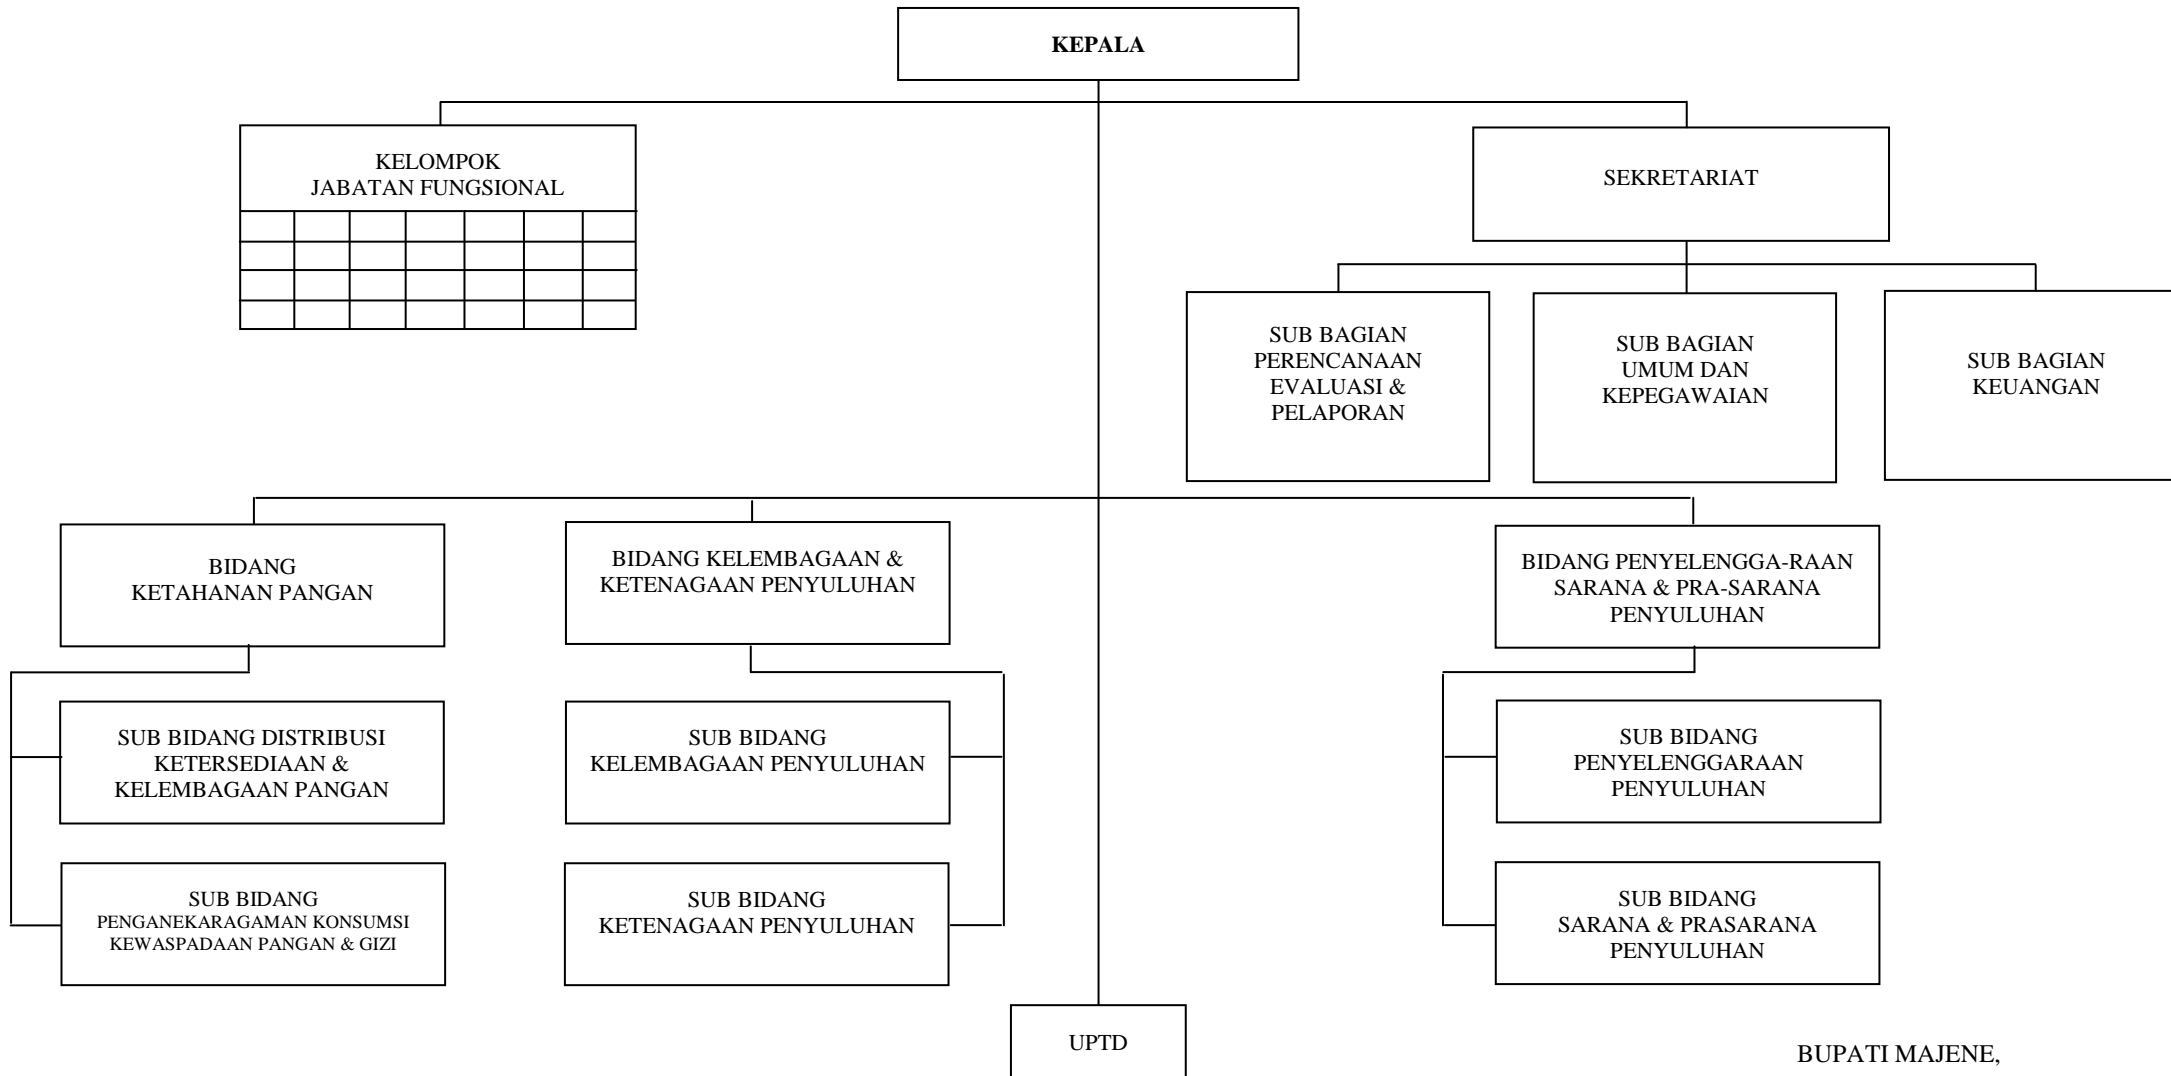 KEPALA
KELOMPOK
JABATAN FUNGSIONAL
SEKRETARIAT
SUB BAGIAN
PERENCANAAN
EVALUASI &
PELAPORAN
SUB BAGIAN
UMUM DAN
KEPEGAWAIAN
SUB BAGIAN
KEUANGAN
BIDANG
KETAHANAN PANGAN
BIDANG KELEMBAGAAN &
KETENAGAAN PENYULUHAN
BIDANG PENYELENGGA-RAAN
SARANA & PRA-SARANA
PENYULUHAN
SUB BIDANG DISTRIBUSI
KETERSEDIAAN &
KELEMBAGAAN PANGAN
SUB BIDANG
KELEMBAGAAN PENYULUHAN
SUB BIDANG
PENYELENGGARAAN
PENYULUHAN
SUB BIDANG
PENGANEKARAGAMAN KONSUMSI
KEWASPADAAN PANGAN & GIZI
SUB BIDANG
KETENAGAAN PENYULUHAN
SUB BIDANG
SARANA & PRASARANA
PENYULUHAN
UPTD
BUPATI MAJENE,